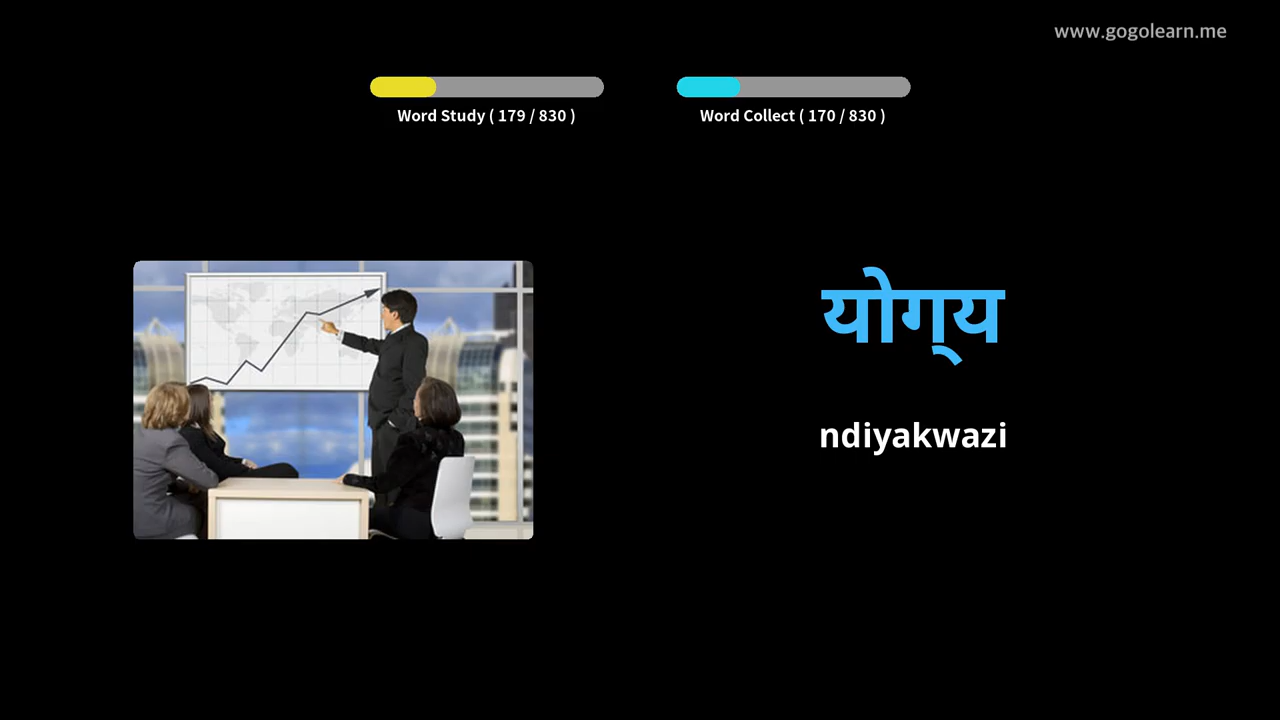 www.gogolearn.me
Word Study ( 179 / 830 )
Word Collect ( 170 / 830 )
योग्य
ndiyakwazi